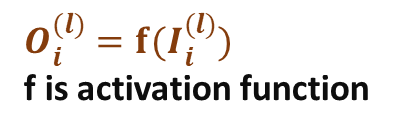 O_i^{(l)} = f(I_i^{(l)})
f is activation function